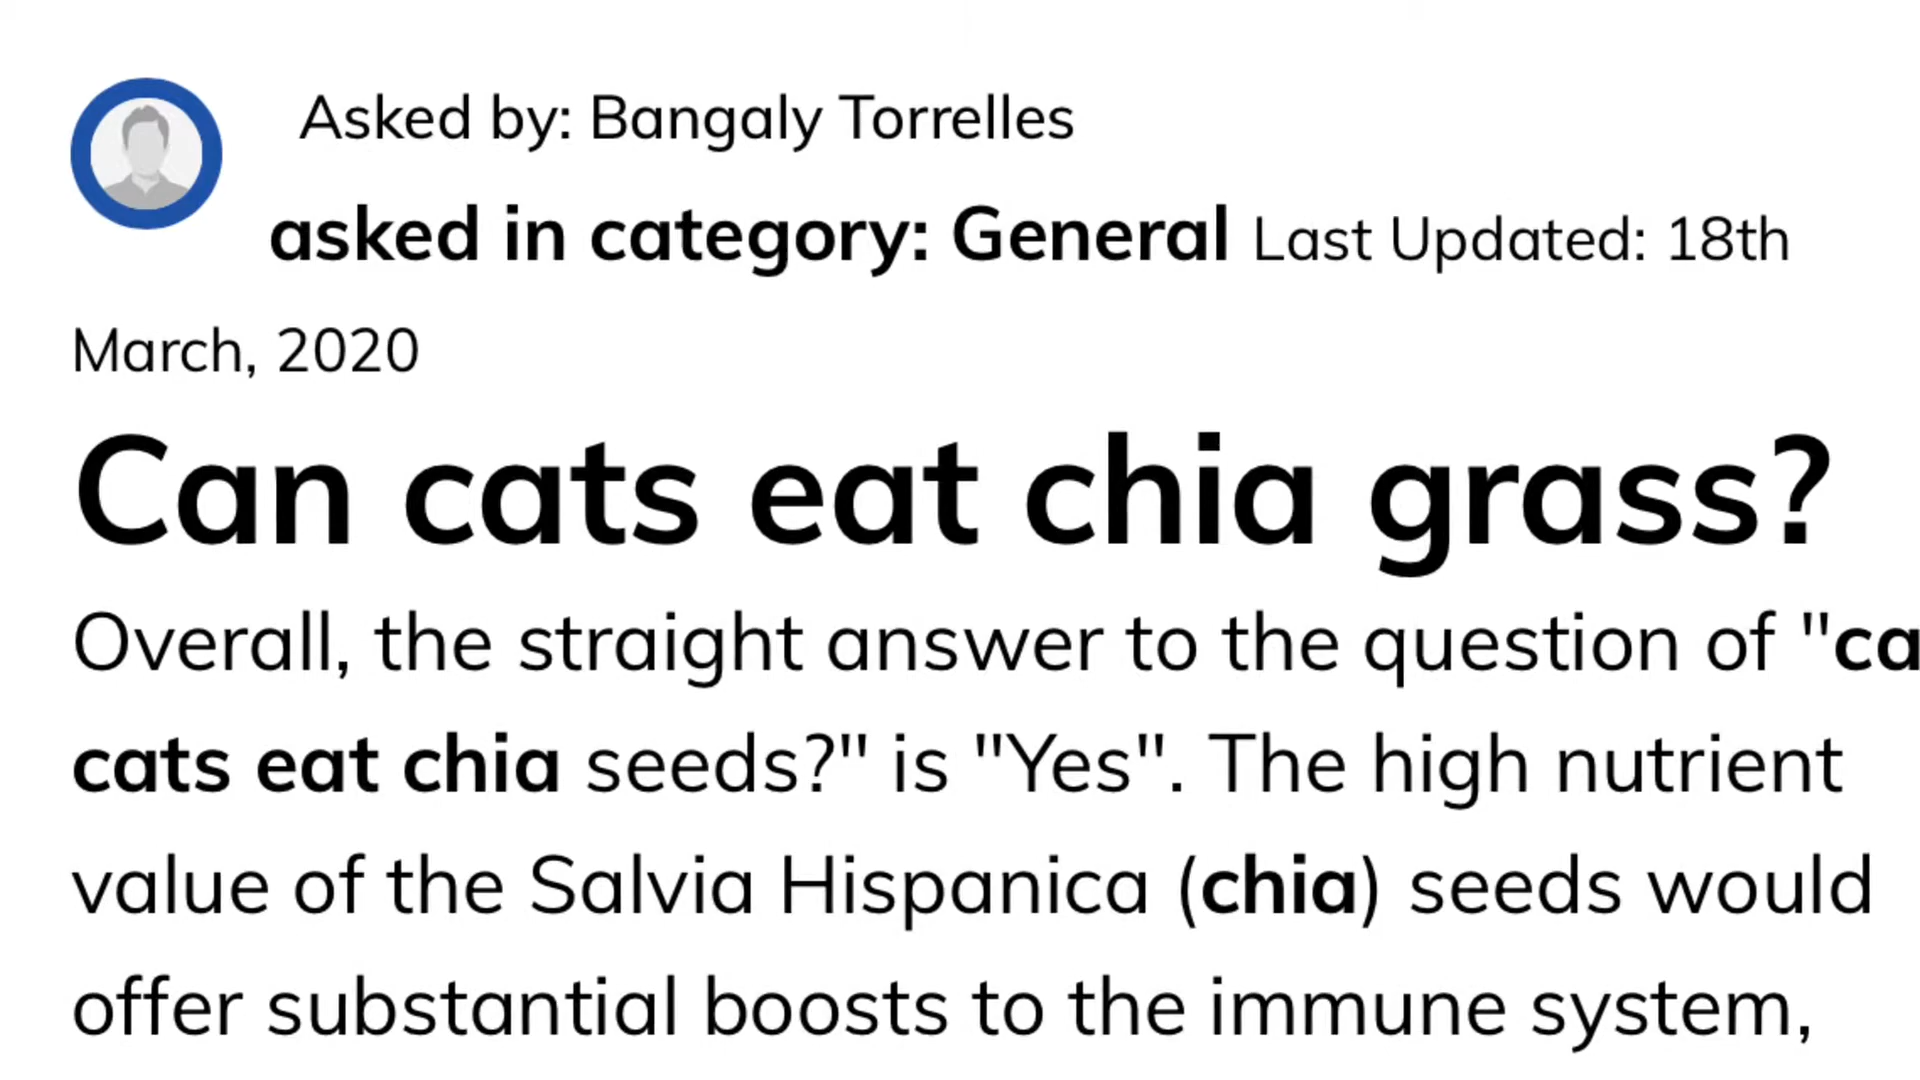 Asked by: Bangaly Torrelles
asked in category: General Last Updated: 18th
March, 2020
Can cats eat chia grass?
Overall, the straight answer to the question of "ca
cats eat chia seeds?" is "Yes". The high nutrient
value of the Salvia Hispanica (chia) seeds would
offer substantial boosts to the immune system,